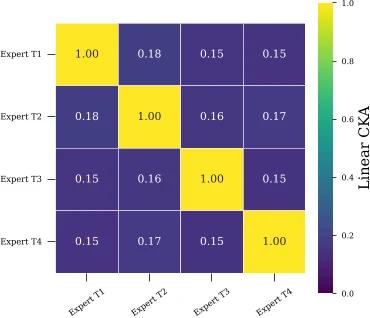 Expert T1 1.00 0.18 0.15 0.15
Expert T2 0.18 1.00 0.16 0.17
Expert T3 0.15 0.16 1.00 0.15
Expert T4 0.15 0.17 0.15 1.00
Expert T1 Expert T2 Expert T3 Expert T4
1.0
0.8
0.6
0.4
0.2
0.0
Linear CKA